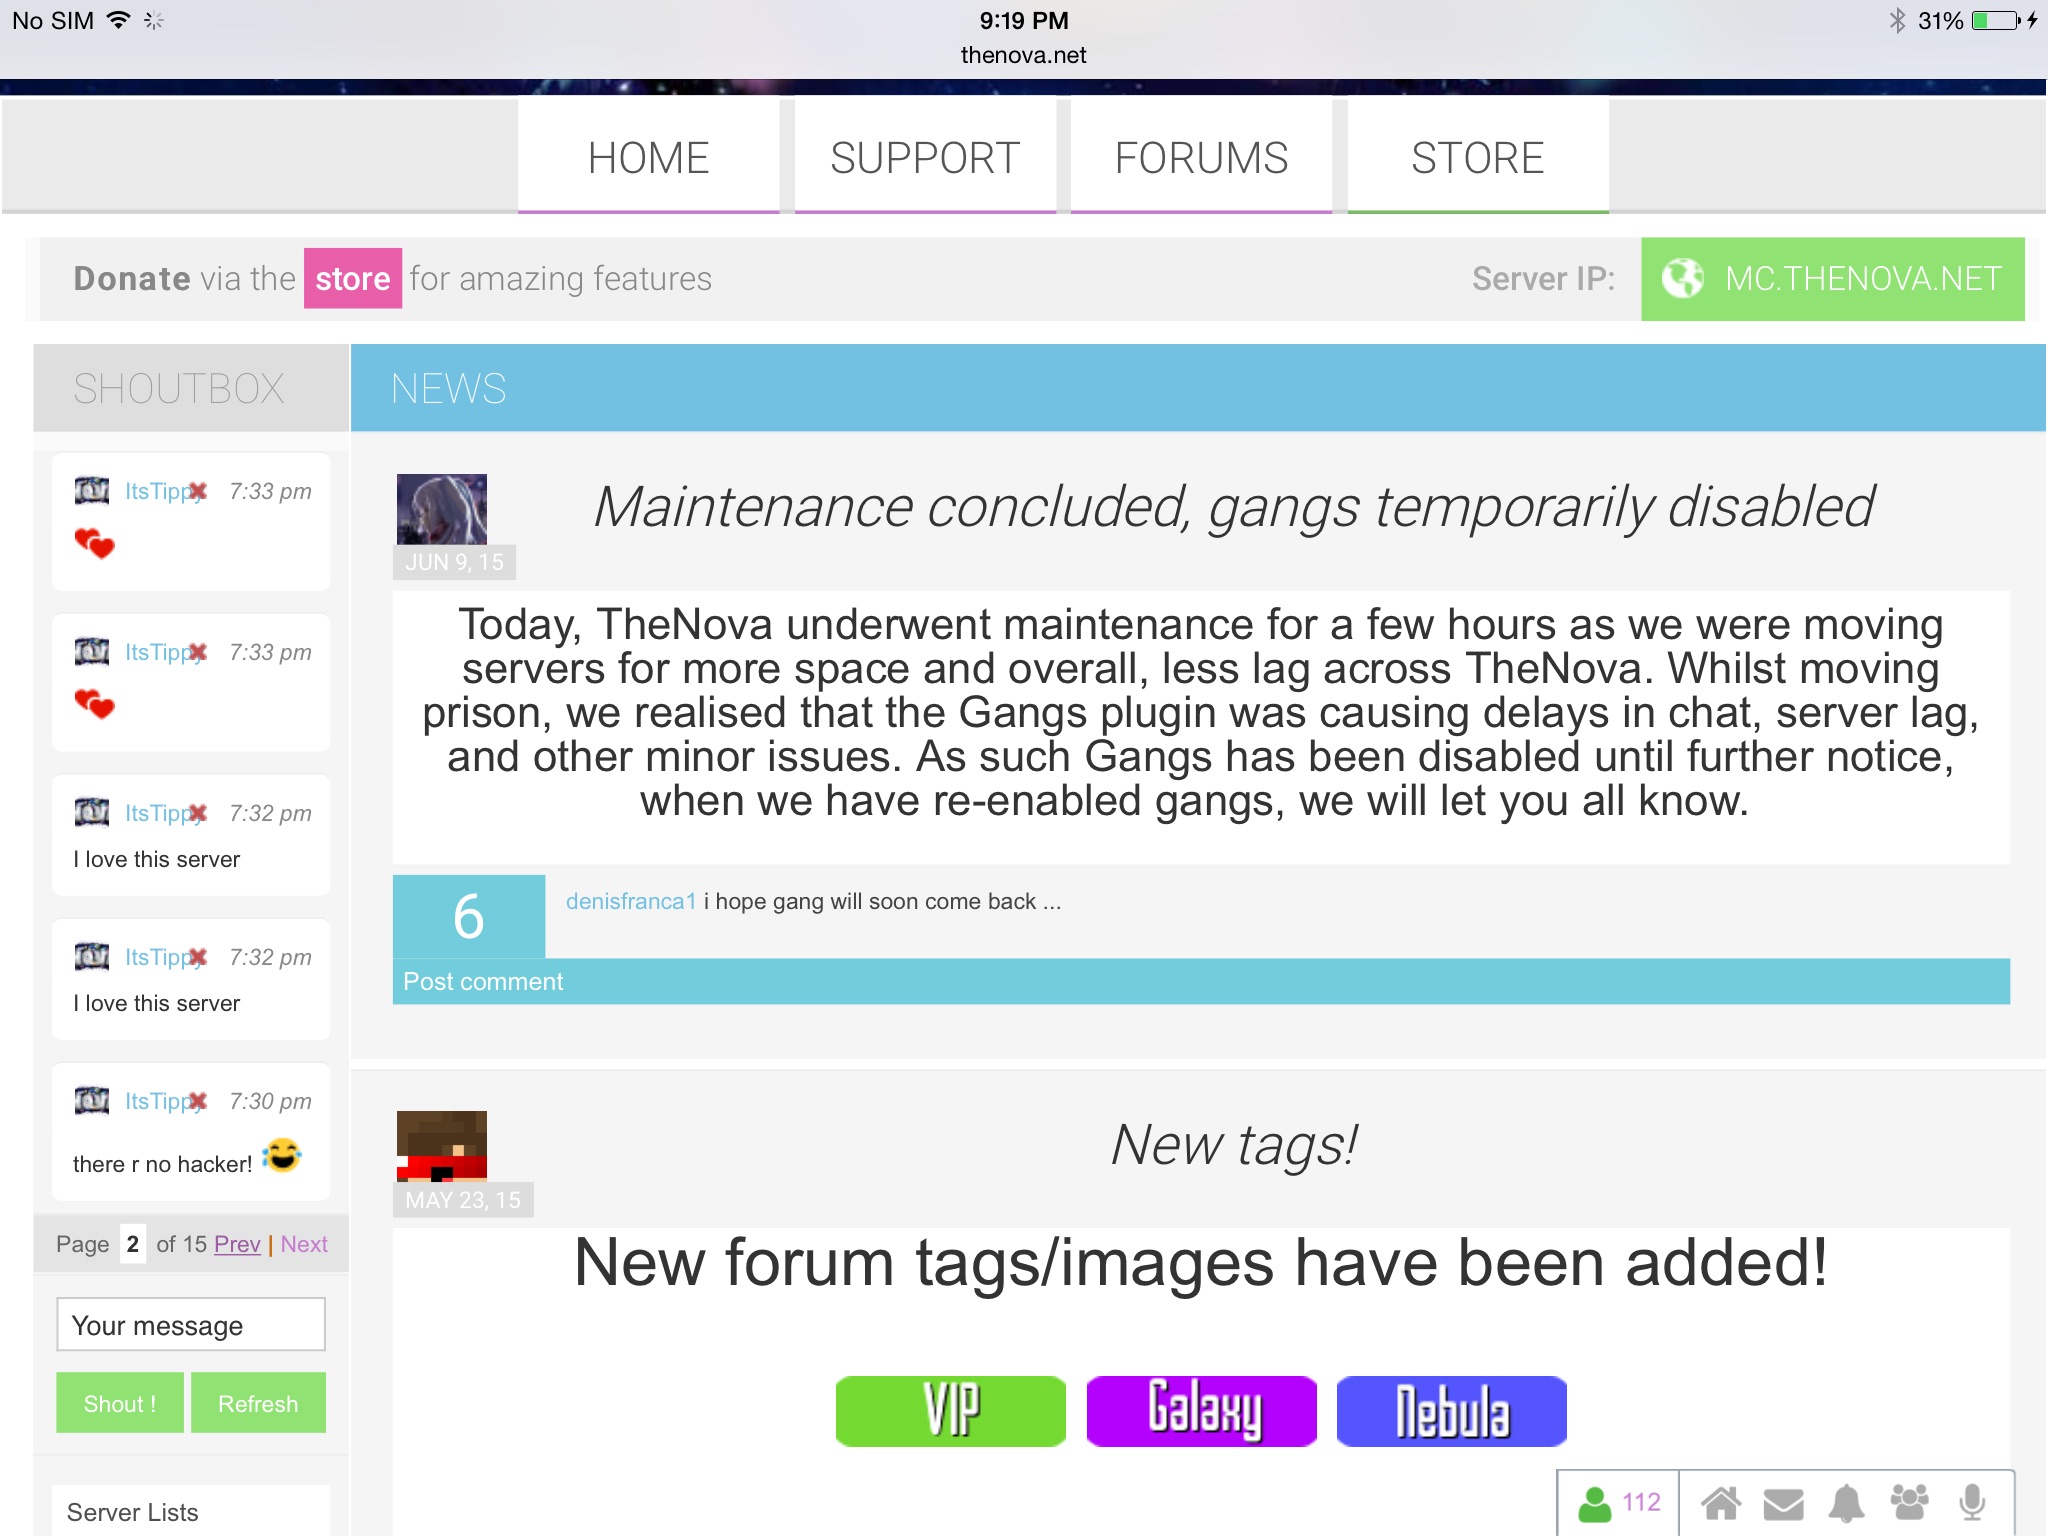 No SIM
9:19 PM
31%
thenova.net
HOME
SUPPORT
FORUMS
STORE
Donate via the store for amazing features
Server IP:
MC.THENOVA.NET
SHOUTBOX
ItsTippy 7:33 pm
ItsTippy 7:33 pm
ItsTippy 7:32 pm
I love this server
ItsTippy 7:32 pm
I love this server
ItsTippy 7:30 pm
there r no hacker!
Page 2 of 15 Prev | Next
Your message
Shout !
Refresh
Server Lists
NEWS
Maintenance concluded, gangs temporarily disabled
JUN 9, 15
Today, TheNova underwent maintenance for a few hours as we were moving
servers for more space and overall, less lag across TheNova. Whilst moving
prison, we realised that the Gangs plugin was causing delays in chat, server lag,
and other minor issues. As such Gangs has been disabled until further notice,
when we have re-enabled gangs, we will let you all know.
6
denisfranca1 i hope gang will soon come back ...
Post comment
New tags!
MAY 23, 15
New forum tags/images have been added!
VIP
Galaxy
Nebula
112